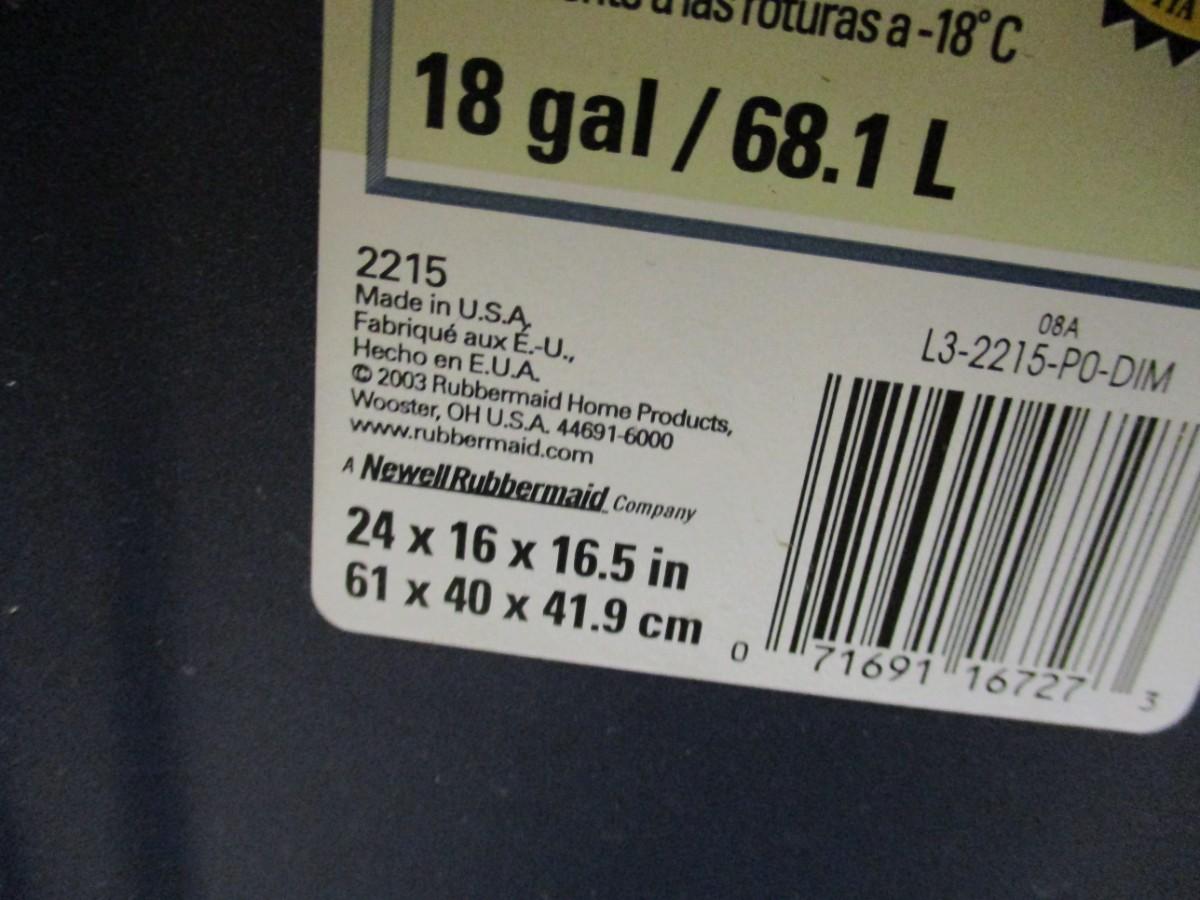 a las roturas a -18°C
18 gal / 68.1 L
2215
Made in U.S.A.
Fabriqué aux É.-U.,
Hecho en E.U.A.
© 2003 Rubbermaid Home Products,
Wooster, OH U.S.A. 44691-6000
www.rubbermaid.com
A Newell Rubbermaid Company
24 x 16 x 16.5 in
61 x 40 x 41.9 cm
08A
L3-2215-P0-DIM
0 71691 16727 3